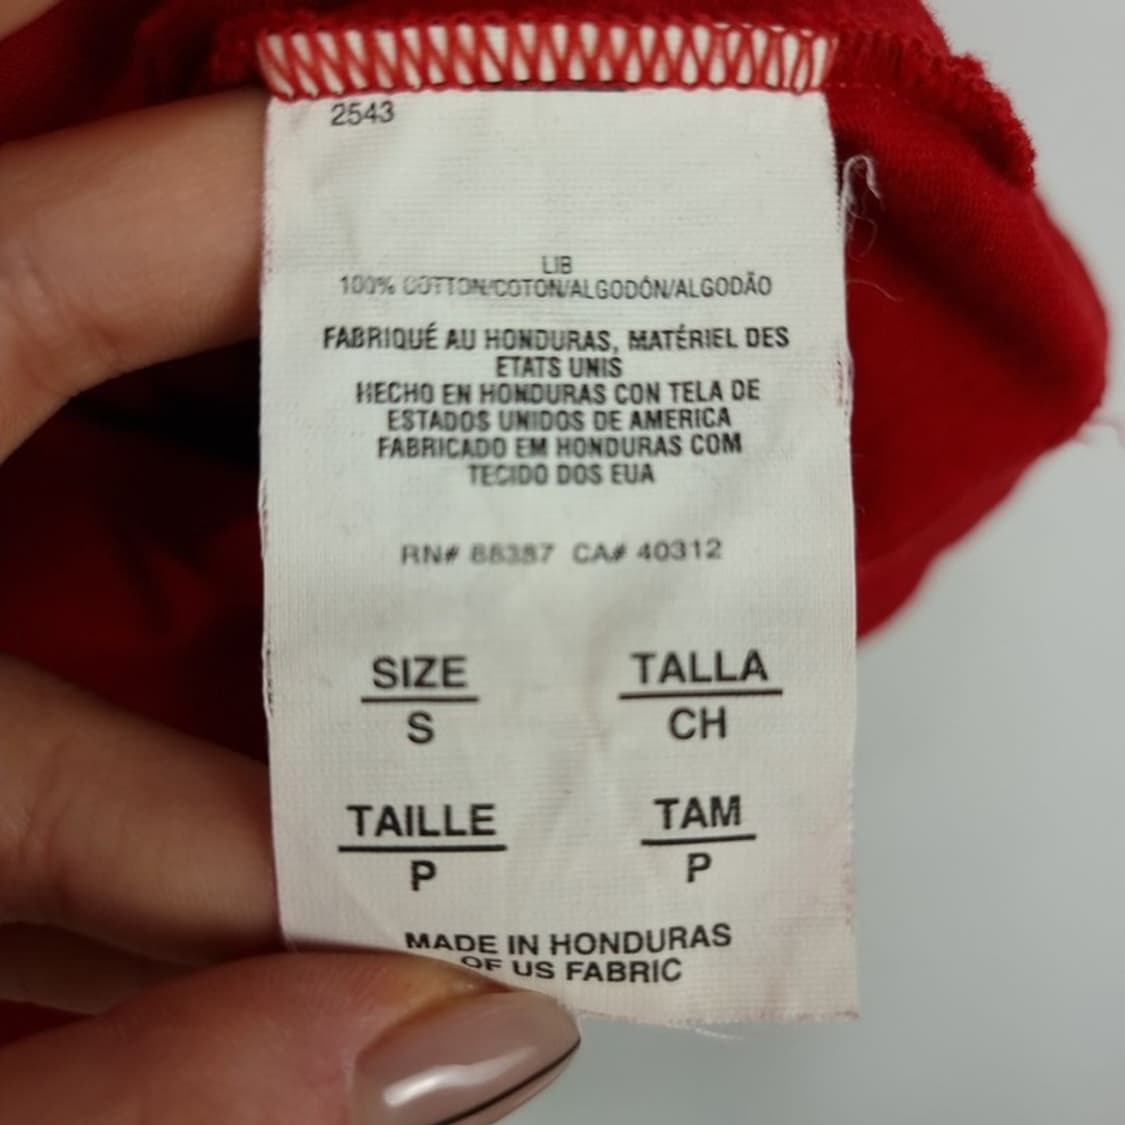 2543
LIB
100% COTTON/COTON/ALGODÓN/ALGODÃO
FABRIQUÉ AU HONDURAS, MATÉRIEL DES
ETATS UNIS
HECHO EN HONDURAS CON TELA DE
ESTADOS UNIDOS DE AMERICA
FABRICADO EM HONDURAS COM
TECIDO DOS EUA
RN# 88387 CA# 40312
SIZE TALLA
S CH
TAILLE TAM
P P
MADE IN HONDURAS
OF US FABRIC